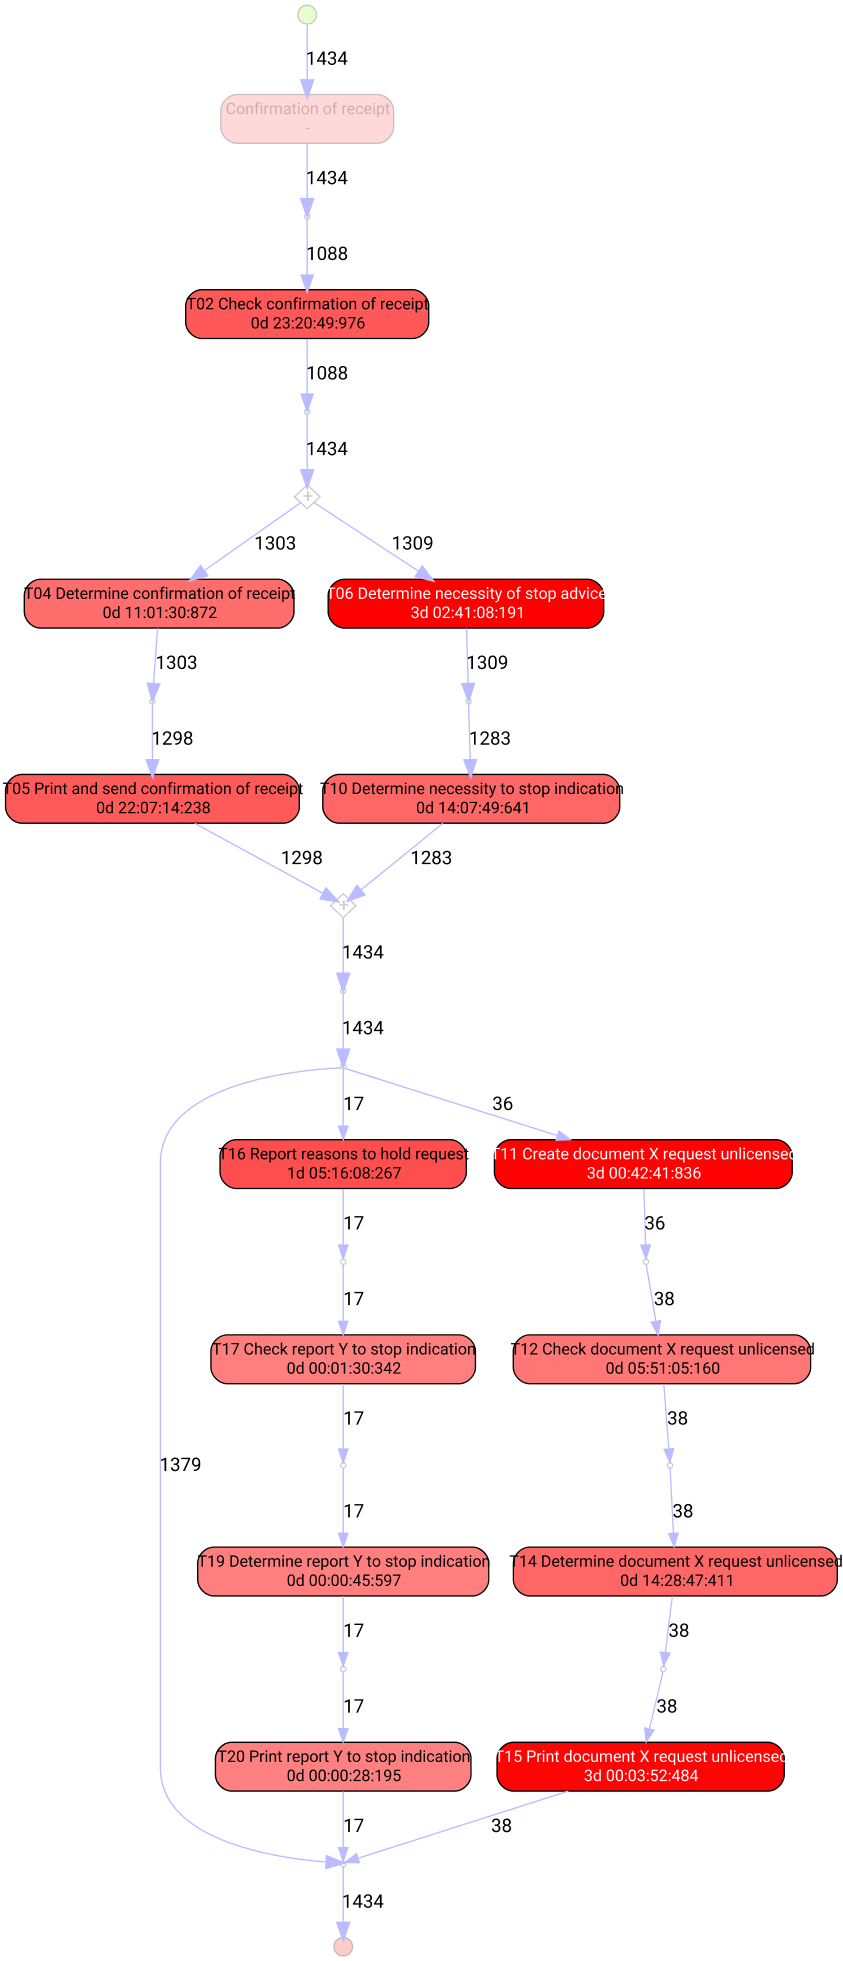 1434
Confirmation of receipt
-
1434
1088
T02 Check confirmation of receipt
0d 23:20:49:976
1088
1434
+
1303
1309
T04 Determine confirmation of receipt
0d 11:01:30:872
T06 Determine necessity of stop advice
3d 02:41:08:191
1303
1309
1298
1283
T05 Print and send confirmation of receipt
0d 22:07:14:238
T10 Determine necessity to stop indication
0d 14:07:49:641
1298
1283
+
1434
1434
17
36
T16 Report reasons to hold request
1d 05:16:08:267
T11 Create document X request unlicensed
3d 00:42:41:836
17
36
17
38
T17 Check report Y to stop indication
0d 00:01:30:342
T12 Check document X request unlicensed
0d 05:51:05:160
17
38
1379
17
38
T19 Determine report Y to stop indication
0d 00:00:45:597
T14 Determine document X request unlicensed
0d 14:28:47:411
17
38
17
38
T20 Print report Y to stop indication
0d 00:00:28:195
T15 Print document X request unlicensed
3d 00:03:52:484
17
38
1434